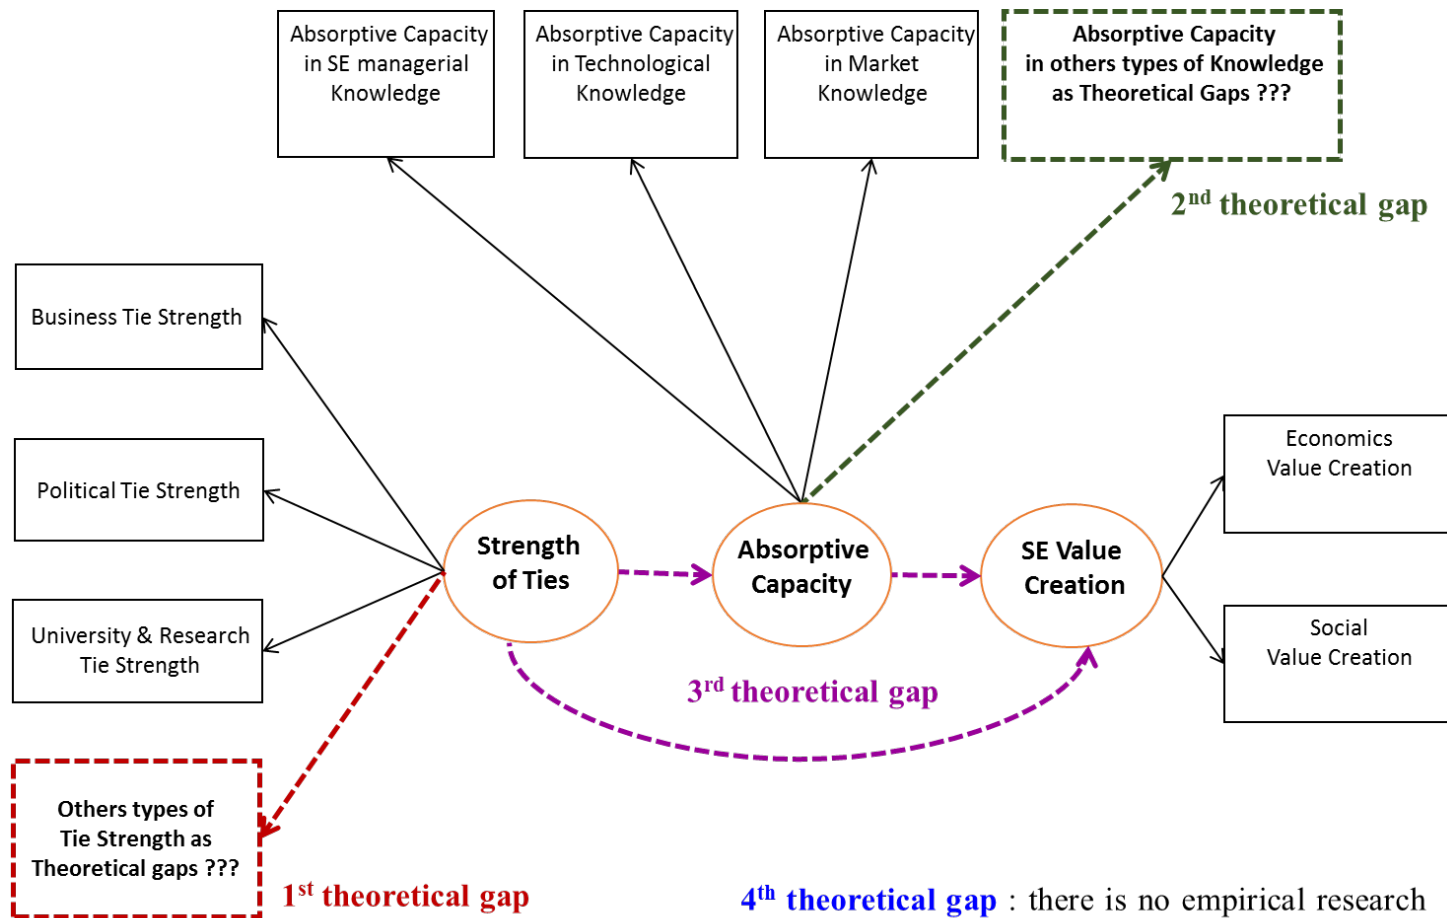 Absorptive Capacity
in SE managerial
Knowledge
Absorptive Capacity
in Technological
Knowledge
Absorptive Capacity
in Market
Knowledge
Absorptive Capacity
in others types of Knowledge
as Theoretical Gaps ???
2nd theoretical gap
Business Tie Strength
Political Tie Strength
University & Research
Tie Strength
Others types of
Tie Strength as
Theoretical gaps ???
1st theoretical gap
Strength
of Ties
Absorptive
Capacity
SE Value
Creation
3rd theoretical gap
Economics
Value Creation
Social
Value Creation
4th theoretical gap : there is no empirical research